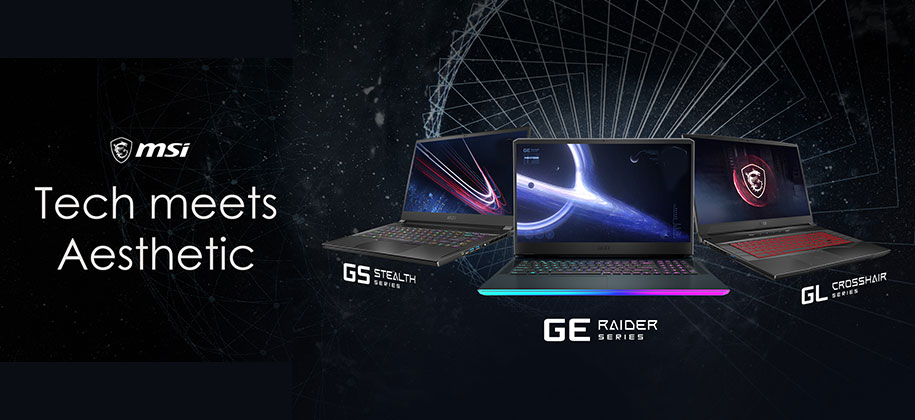 msi
Tech meets
Aesthetic
GS STEALTH
SERIES
GE RAIDER
SERIES
GL CROSSHAIR
SERIES